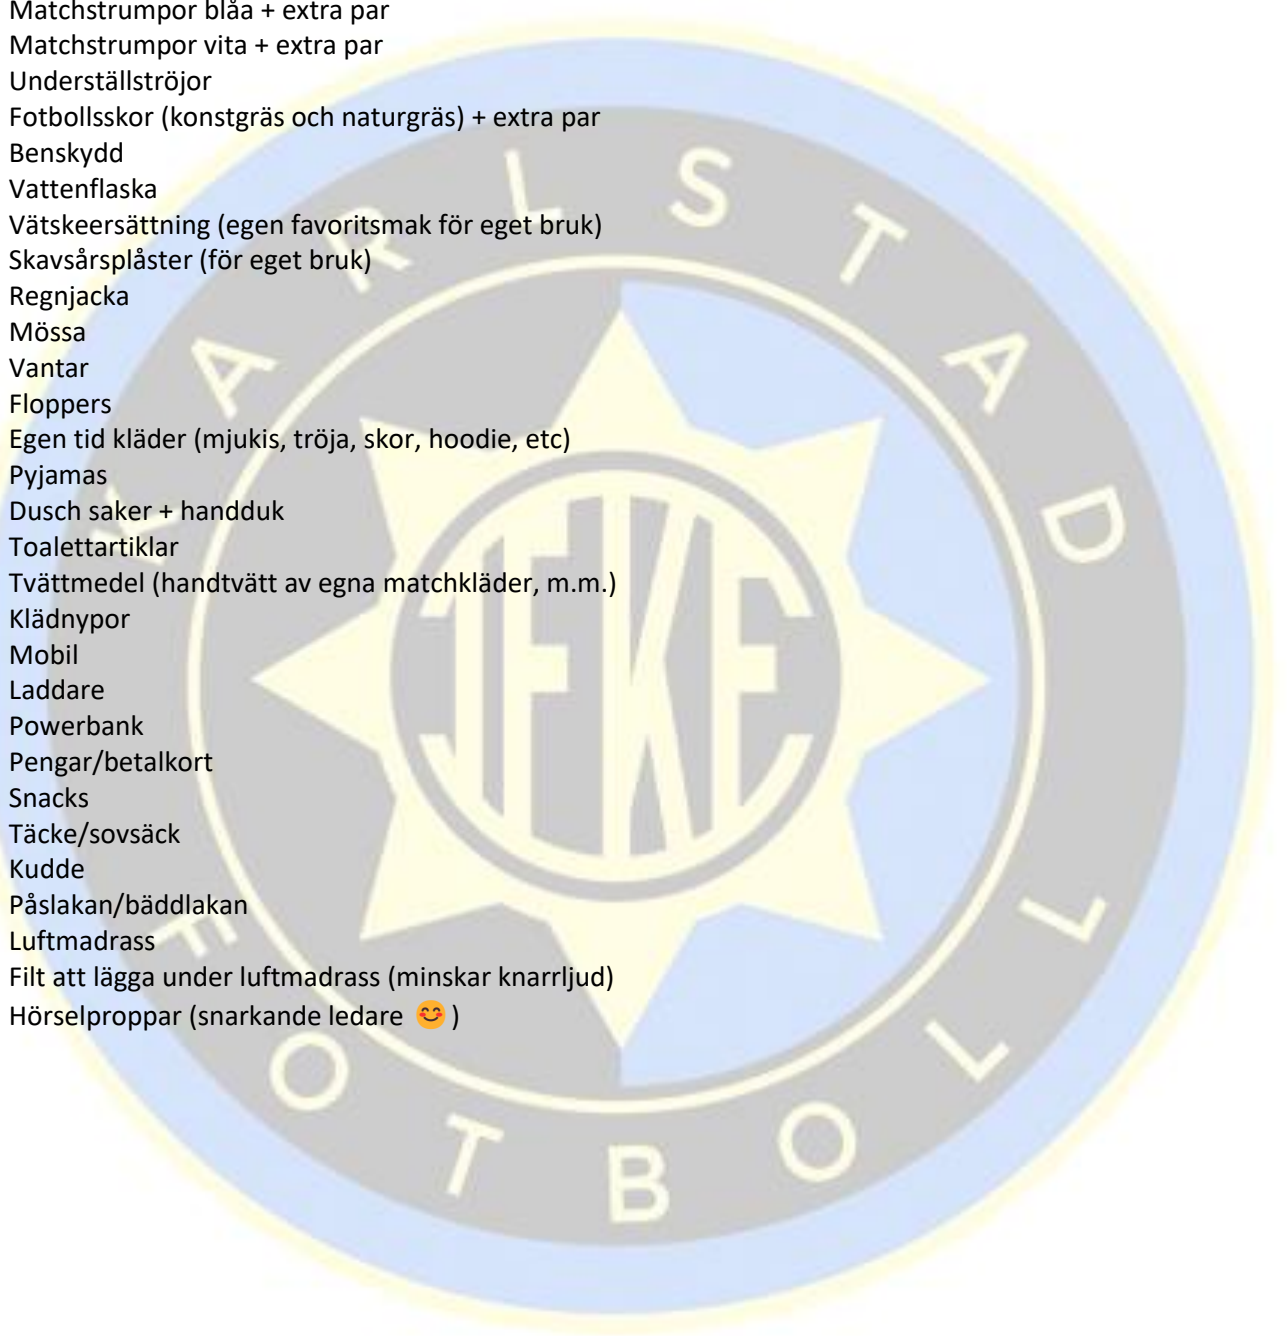 Matchstrumpor blåa + extra par
Matchstrumpor vita + extra par
Underställströjor
Fotbollsskor (konstgräs och naturgräs) + extra par
Benskydd
Vattenflaska
Vätskeersättning (egen favoritsmak för eget bruk)
Skavsårsplåster (för eget bruk)
Regnjacka
Mössa
Vantar
Floppers
Egen tid kläder (mjukis, tröja, skor, hoodie, etc)
Pyjamas
Dusch saker + handduk
Toalettartiklar
Tvättmedel (handtvätt av egna matchkläder, m.m.)
Klädnypor
Mobil
Laddare
Powerbank
Pengar/betalkort
Snacks
Täcke/sovsäck
Kudde
Påslakan/bäddlakan
Luftmadrass
Filt att lägga under luftmadrass (minskar knarrljud)
Hörselproppar (snarkande ledare 😊)
KARLSTAD
FOTBOLL
JFKF